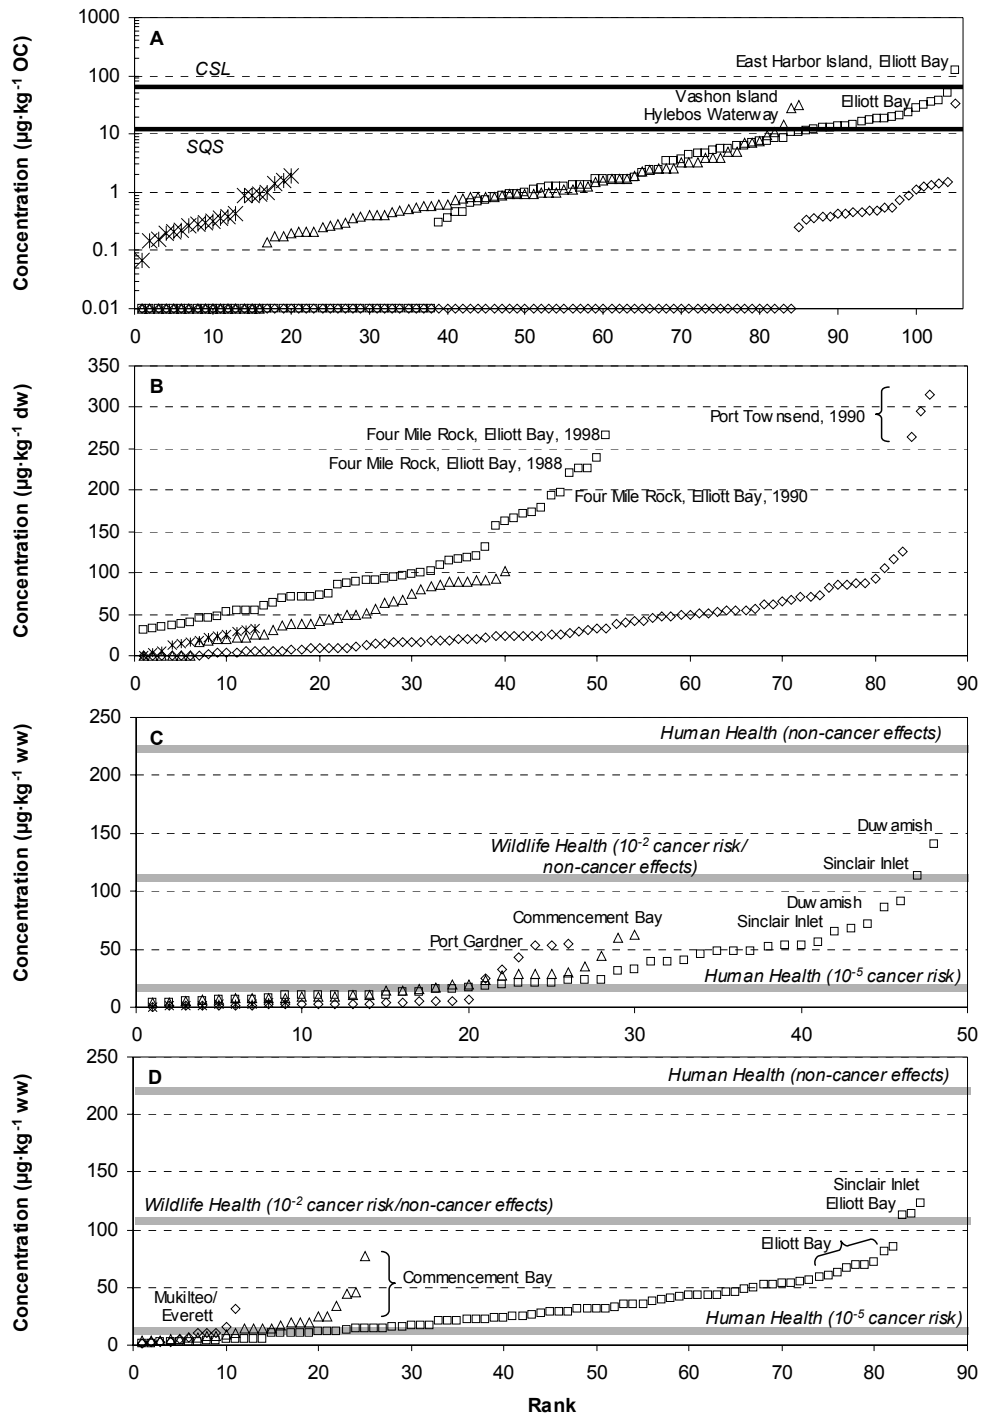 1000
100
10
1
0.1
0.01
Concentration (µg·kg⁻¹ OC)
A
CSL
SQS
East Harbor Island, Elliott Bay
Vashon Island
Hylebos Waterway
Elliott Bay
0 10 20 30 40 50 60 70 80 90 100
350
300
250
200
150
100
50
0
Concentration (µg·kg⁻¹ dw)
B
Port Townsend, 1990
Four Mile Rock, Elliott Bay, 1998
Four Mile Rock, Elliott Bay, 1988
Four Mile Rock, Elliott Bay, 1990
0 10 20 30 40 50 60 70 80 90
250
200
150
100
50
0
Concentration (µg·kg⁻¹ ww)
C
Human Health (non-cancer effects)
Duwamish
Wildlife Health (10⁻² cancer risk/
non-cancer effects)
Sinclair Inlet
Duwamish
Commencement Bay
Sinclair Inlet
Port Gardner
Human Health (10⁻⁵ cancer risk)
0 10 20 30 40 50
250
200
150
100
50
0
Concentration (µg·kg⁻¹ ww)
D
Human Health (non-cancer effects)
Sinclair Inlet
Wildlife Health (10⁻² cancer risk/non-cancer effects)
Elliott Bay
Elliott Bay
Commencement Bay
Mukilteo/
Everett
Human Health (10⁻⁵ cancer risk)
0 10 20 30 40 50 60 70 80 90
Rank